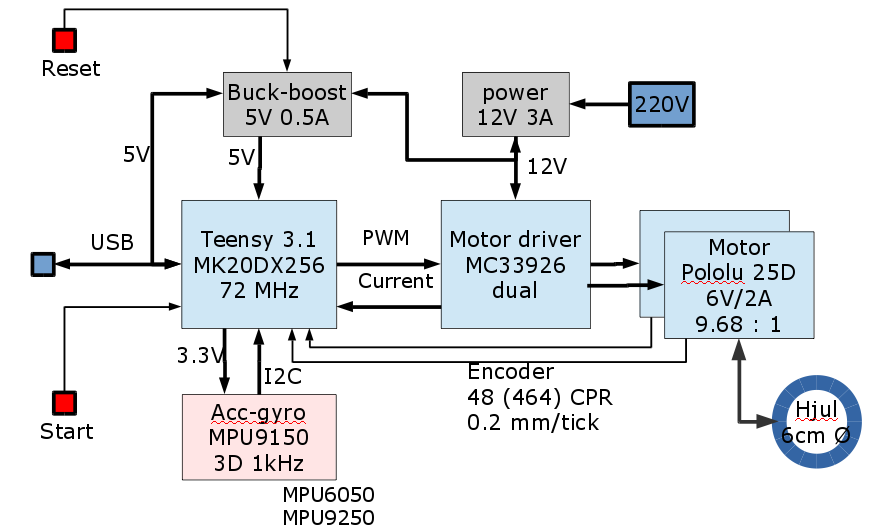 Reset
Buck-boost
5V 0.5A
power
12V 3A
220V
5V
5V
12V
USB
Teensy 3.1
MK20DX256
72 MHz
PWM
Current
Motor driver
MC33926
dual
Motor
Pololu 25D
6V/2A
9.68 : 1
3.3V
I2C
Encoder
48 (464) CPR
0.2 mm/tick
Start
Acc-gyro
MPU9150
3D 1kHz
Hjul
6cm Ø
MPU6050
MPU9250